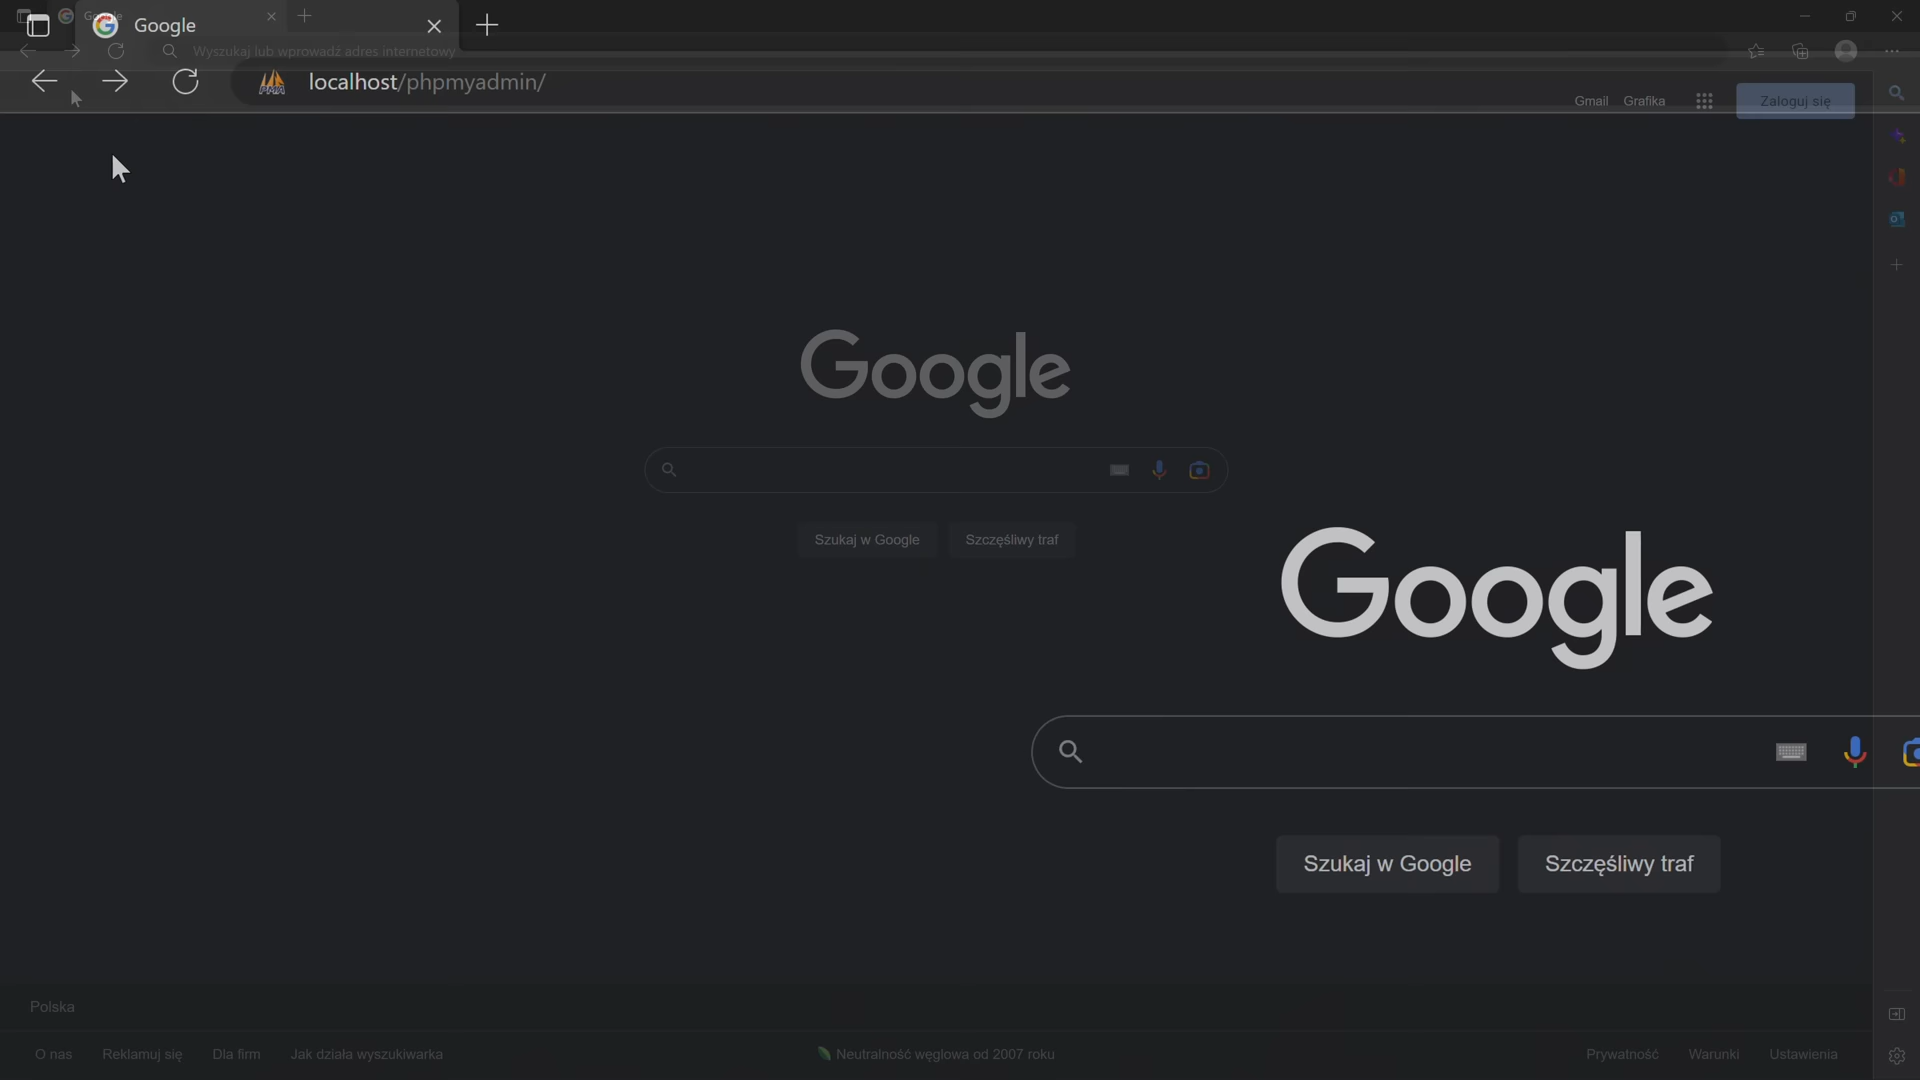 Google
Google
Wyszukaj lub wprowadź adres internetowy
localhost/phpmyadmin/
Gmail Grafika Zaloguj się
Google
Szukaj w Google Szczęśliwy traf
Google
Szukaj w Google Szczęśliwy traf
Polska
O nas Reklamuj się Dla firm Jak działa wyszukiwarka Neutralność węglowa od 2007 roku Prywatność Warunki Ustawienia